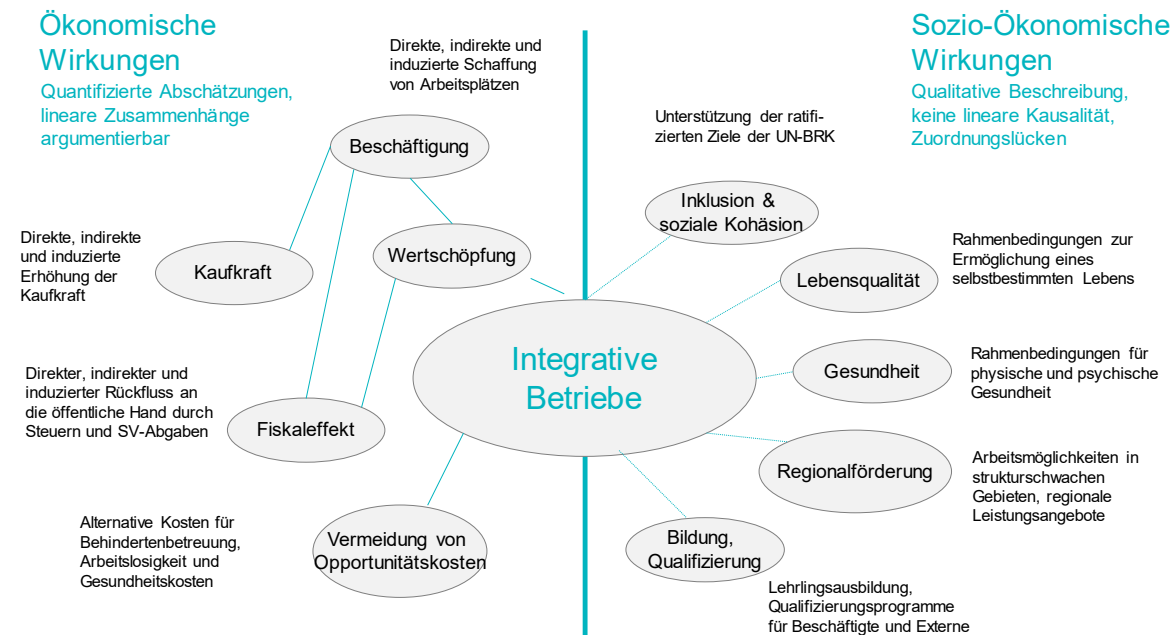 Ökonomische
Wirkungen
Quantifizierte Abschätzungen,
lineare Zusammenhänge
argumentierbar
Direkte, indirekte und
induzierte Schaffung
von Arbeitsplätzen
Beschäftigung
Direkte, indirekte
und induzierte
Erhöhung der
Kaufkraft
Kaufkraft
Wertschöpfung
Direkter, indirekter und
induzierter Rückfluss an
die öffentliche Hand durch
Steuern und SV-Abgaben
Fiskaleffekt
Alternative Kosten für
Behindertenbetreuung,
Arbeitslosigkeit und
Gesundheitskosten
Vermeidung von
Opportunitätskosten
Integrative
Betriebe
Sozio-Ökonomische
Wirkungen
Qualitative Beschreibung,
keine lineare Kausalität,
Zuordnungslücken
Unterstützung der ratifi-
zierten Ziele der UN-BRK
Inklusion &
soziale Kohäsion
Lebensqualität
Rahmenbedingungen zur
Ermöglichung eines
selbstbestimmten Lebens
Gesundheit
Rahmenbedingungen für
physische und psychische
Gesundheit
Regionalförderung
Arbeitsmöglichkeiten in
strukturschwachen
Gebieten, regionale
Leistungsangebote
Bildung,
Qualifizierung
Lehrlingsausbildung,
Qualifizierungsprogramme
für Beschäftigte und Externe